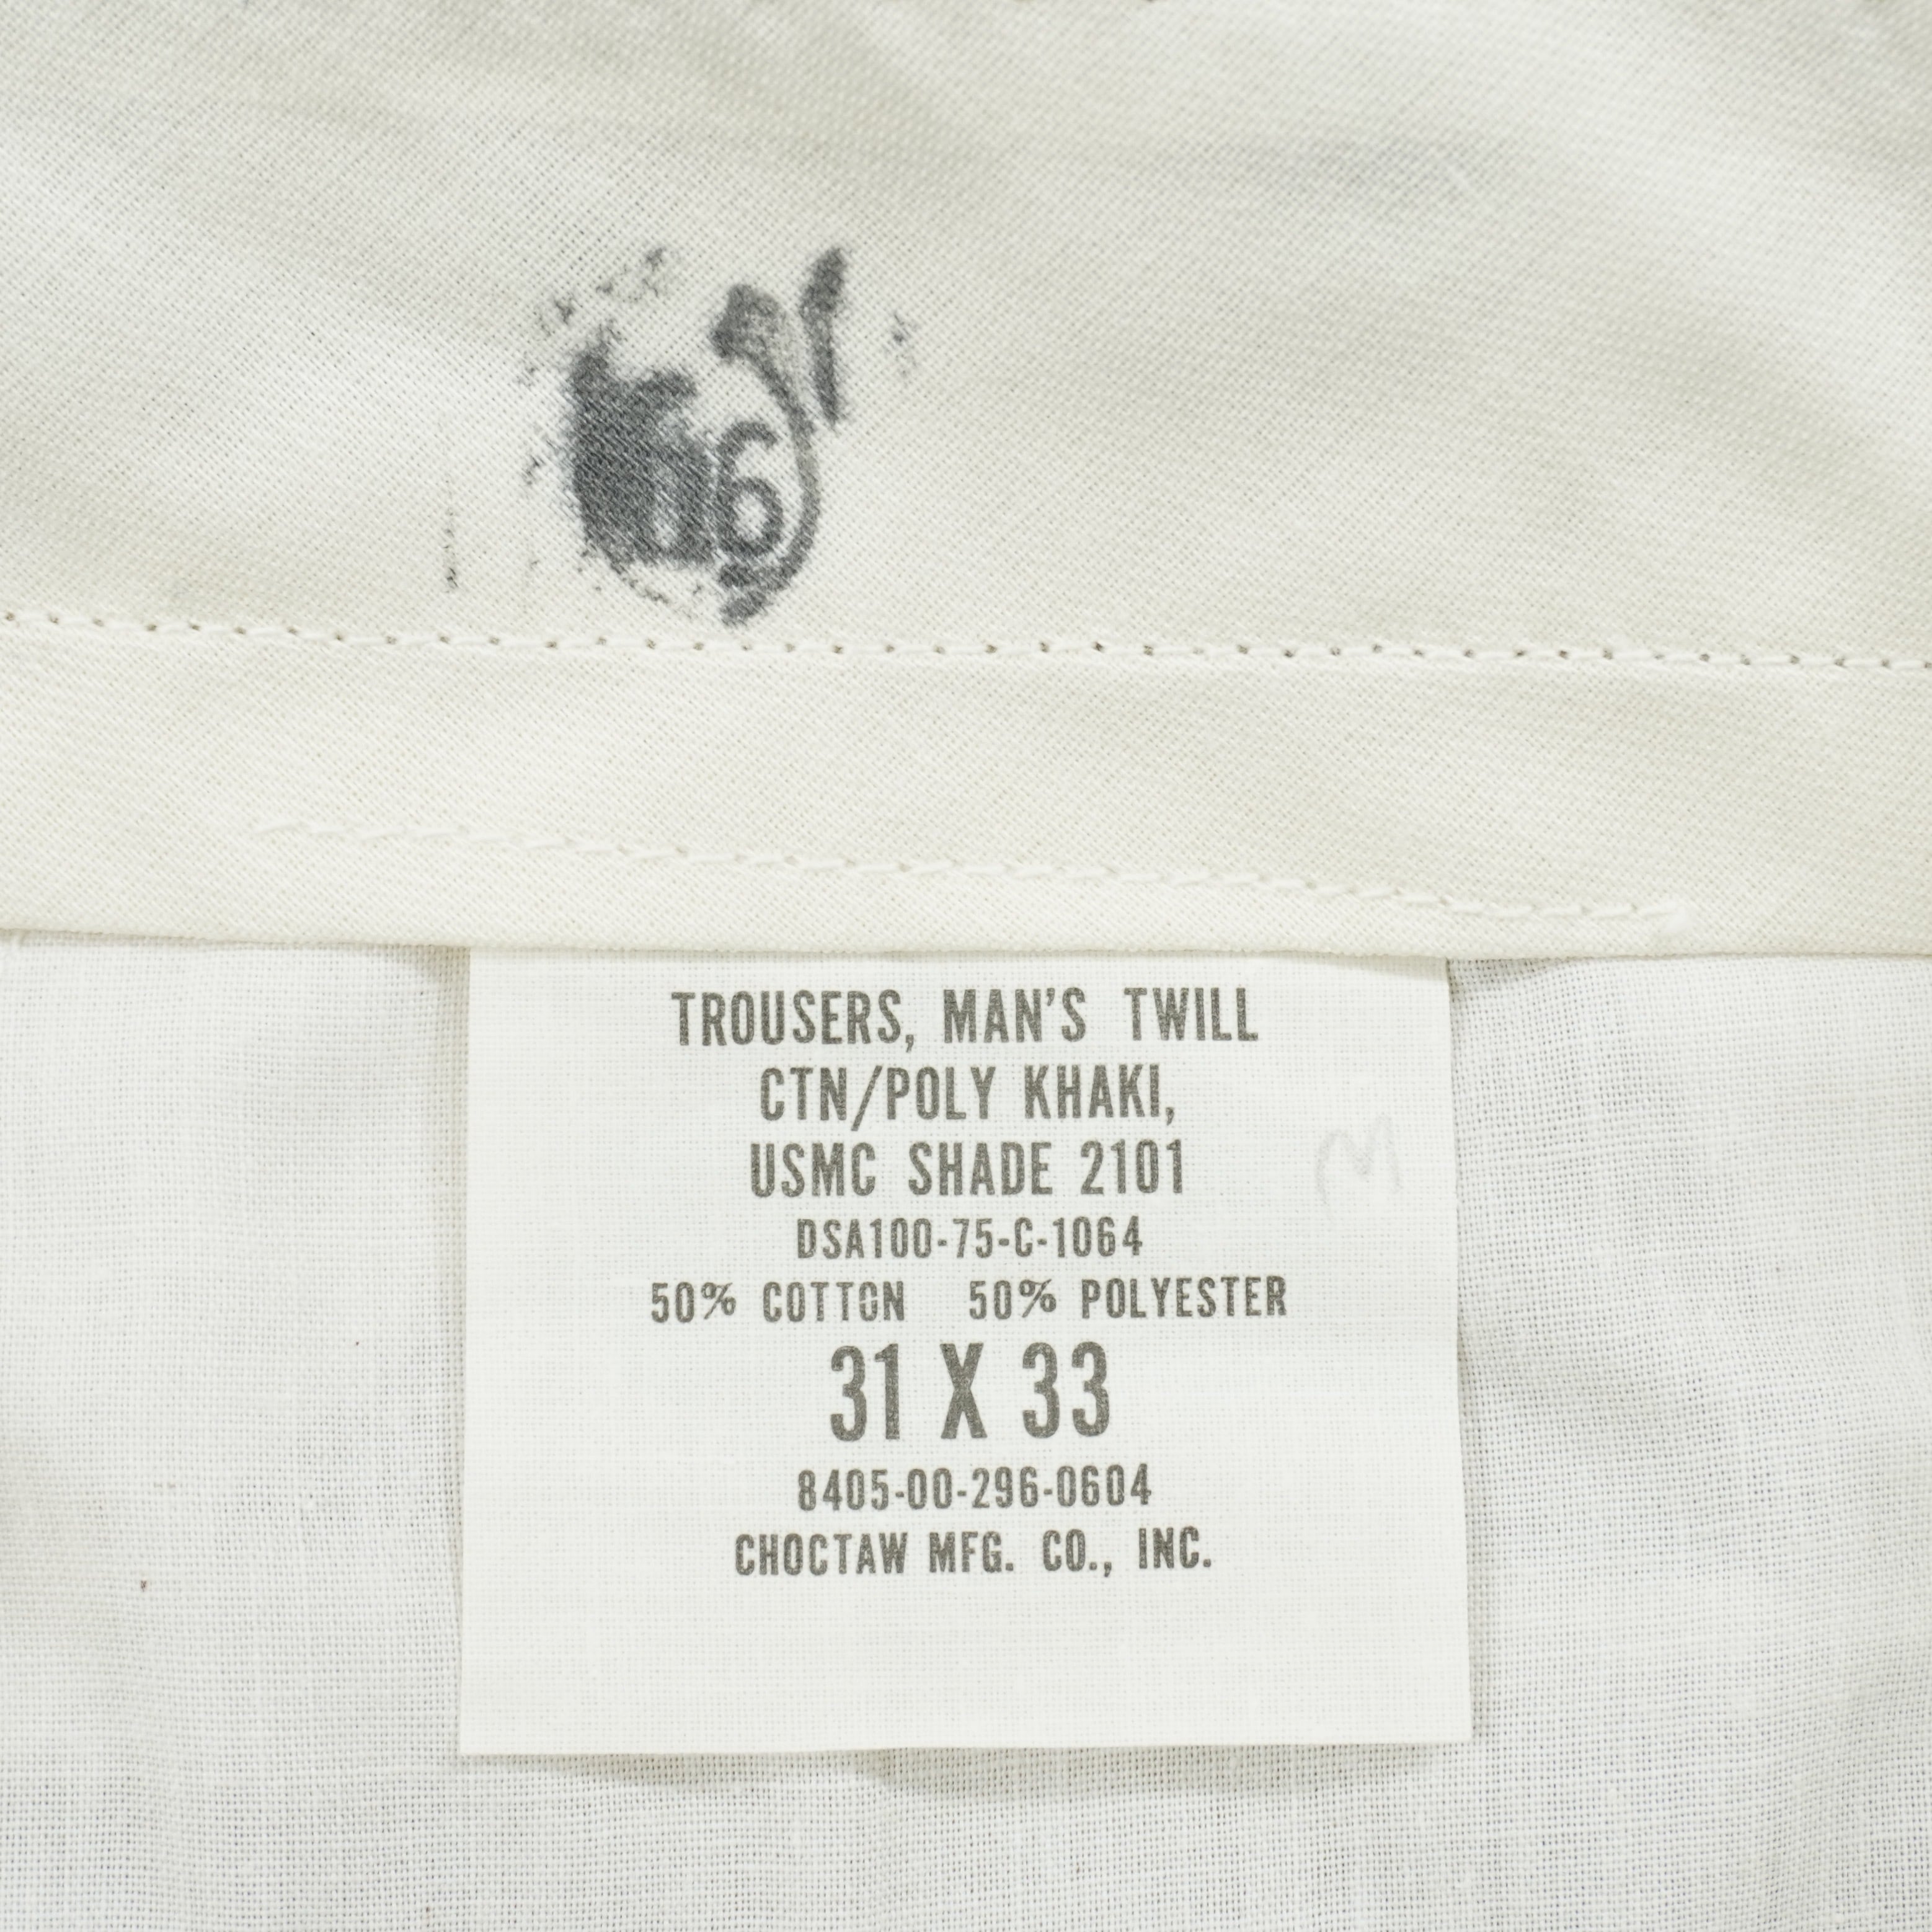 06
TROUSERS, MAN'S TWILL
CTN/POLY KHAKI,
USMC SHADE 2101
DSA100-75-C-1064
50% COTTON 50% POLYESTER
31 X 33
8405-00-296-0604
CHOCTAW MFG. CO., INC.